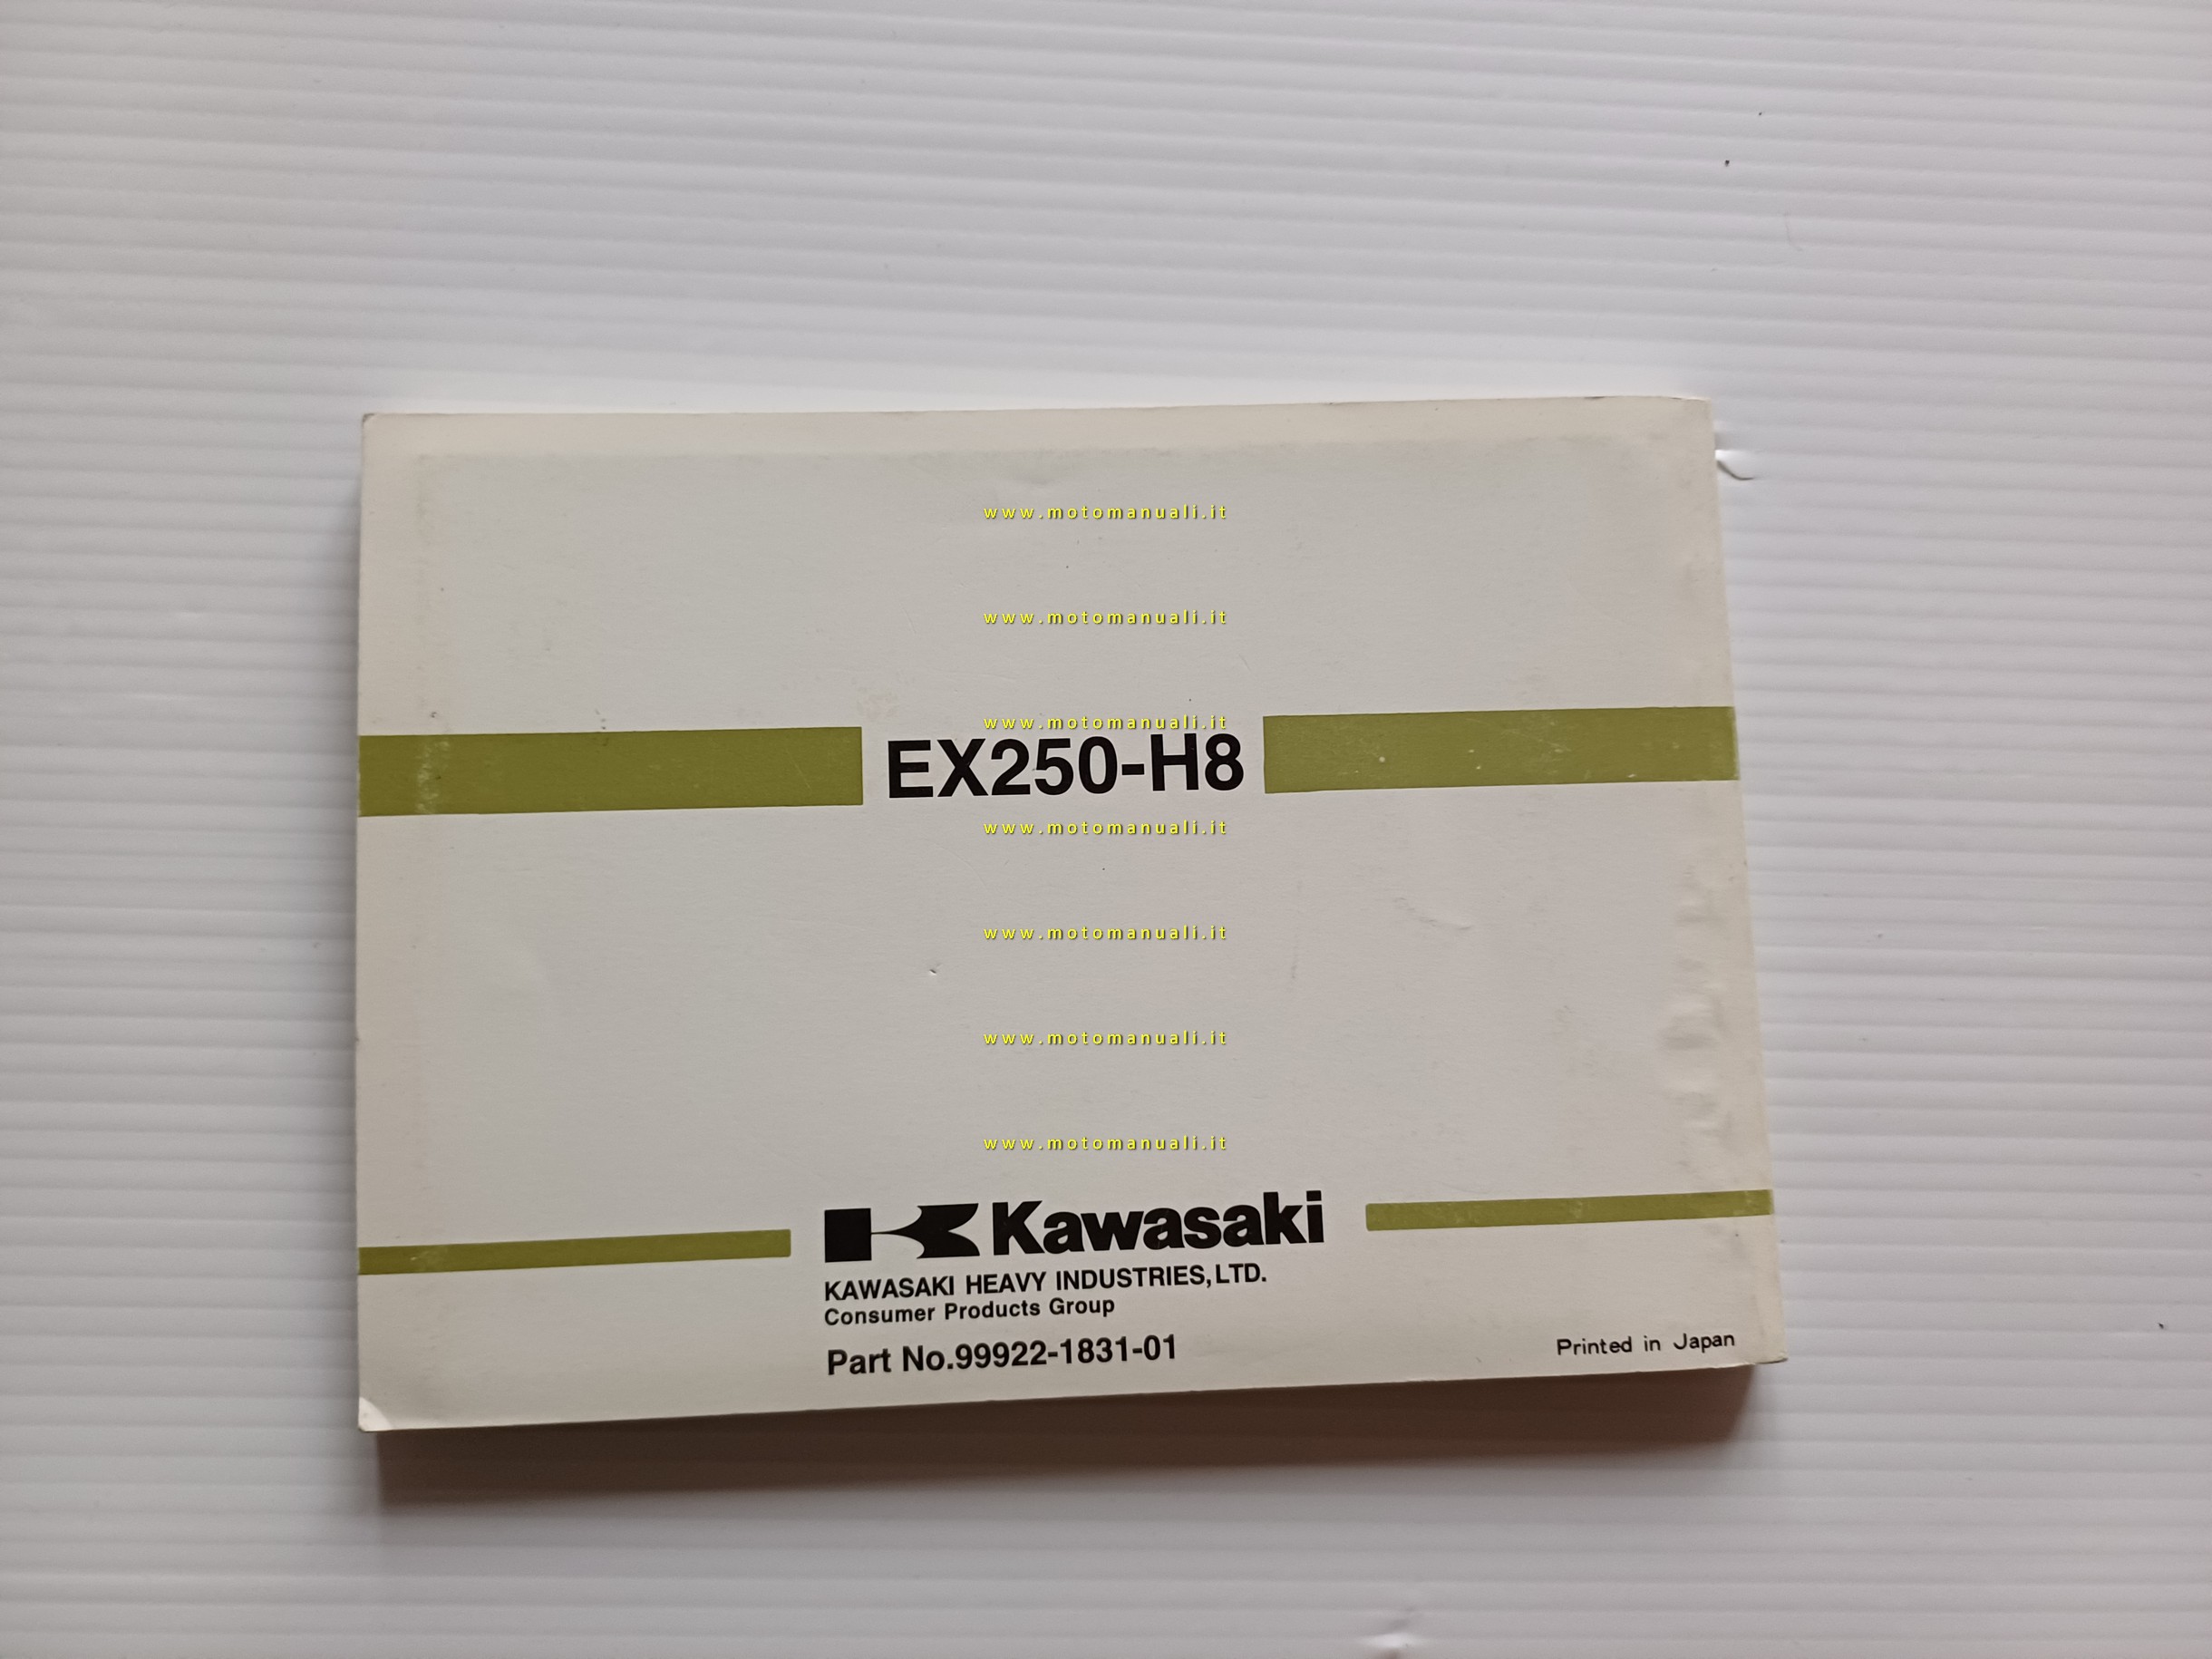 www.motomanuali.it
www.motomanuali.it
www.motomanuali.it
EX250-H8
www.motomanuali.it
www.motomanuali.it
www.motomanuali.it
www.motomanuali.it
Kawasaki
KAWASAKI HEAVY INDUSTRIES,LTD.
Consumer Products Group
Part No.99922-1831-01
Printed in Japan